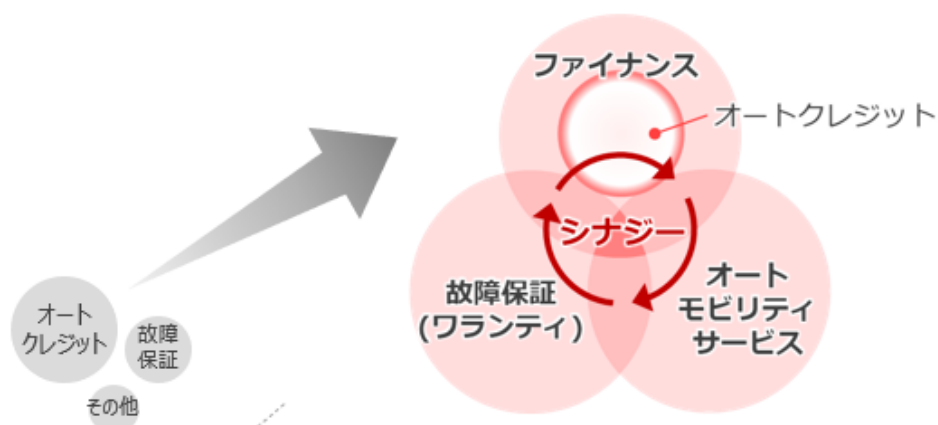 ファイナンス
オートクレジット
シナジー
故障保証
(ワランティ)
オート
モビリティ
サービス
オート
クレジット
故障
保証
その他